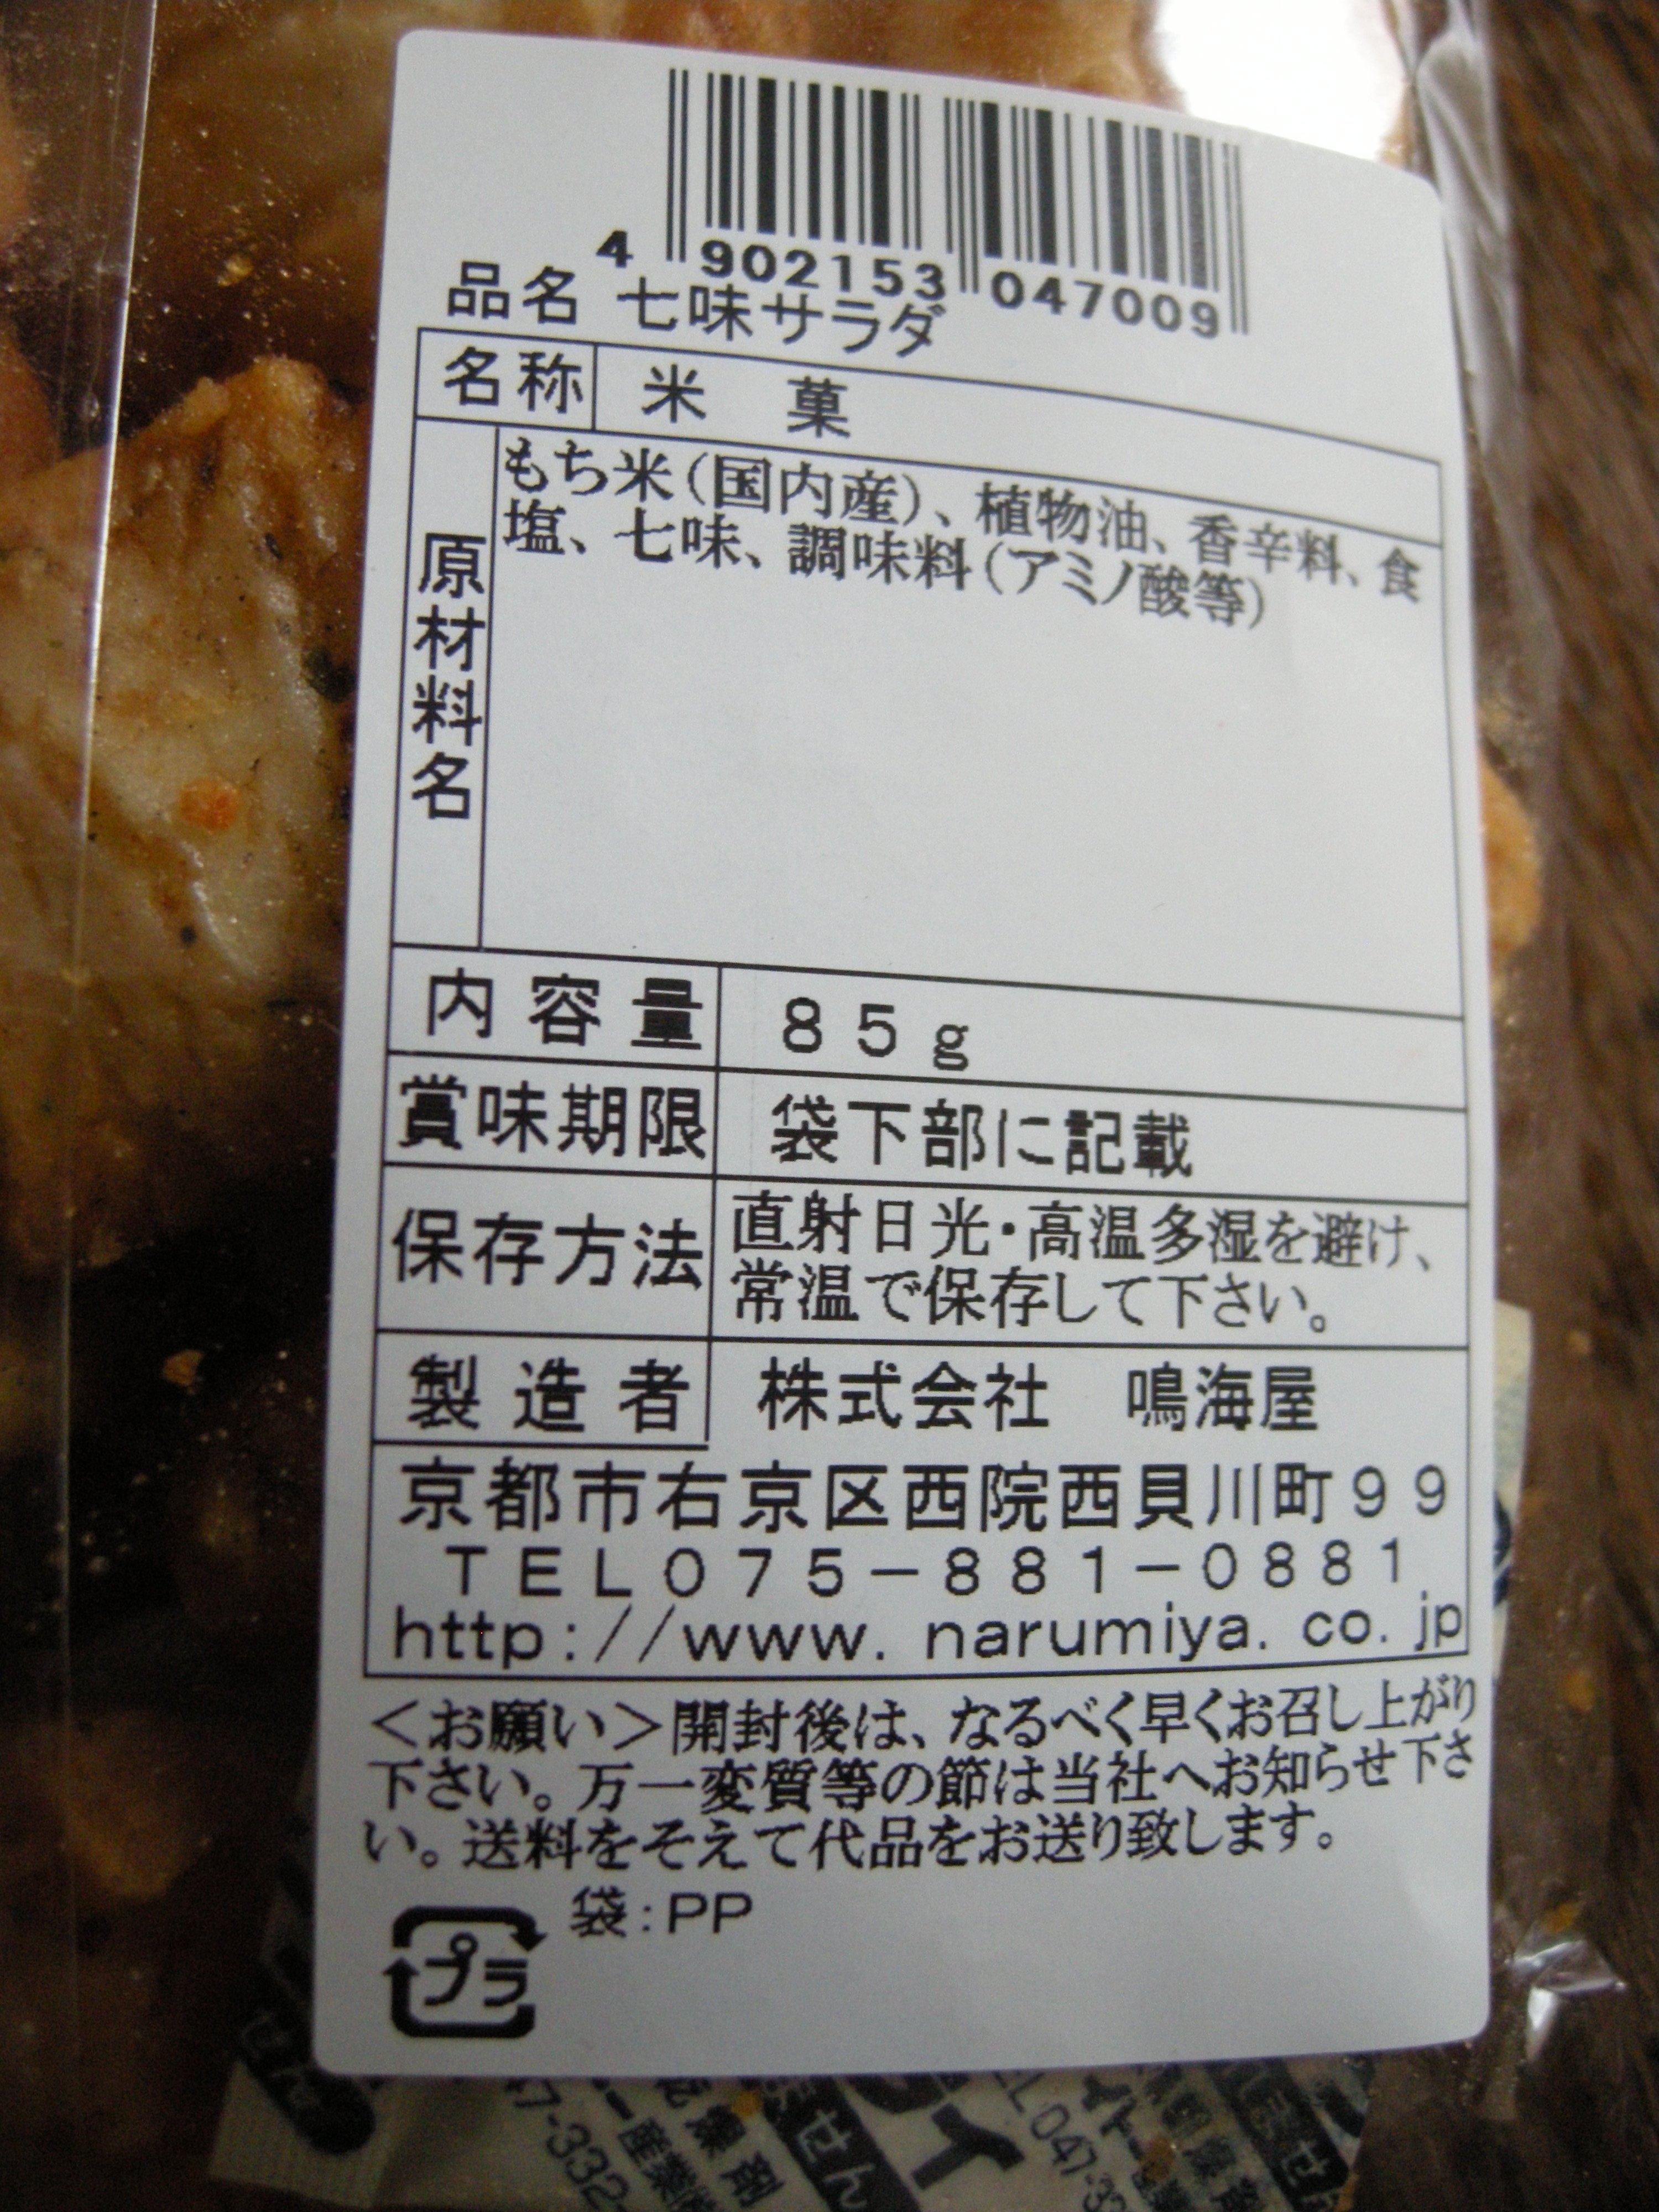 4 902153 047009
品名 七味サラダ
名称 米 菓
原材料名
もち米(国内産)、植物油、香辛料、食
塩、七味、調味料(アミノ酸等)
内容量 85g
賞味期限 袋下部に記載
保存方法 直射日光・高温多湿を避け、
常温で保存して下さい。
製造者 株式会社 鳴海屋
京都市右京区西院西貝川町99
TEL075-881-0881
http://www.narumiya.co.jp
<お願い>開封後は、なるべく早くお召し上がり
下さい。万一変質等の節は当社へお知らせ下さ
い。送料をそえて代品をお送り致します。
袋:PP
プラ
乾燥剤